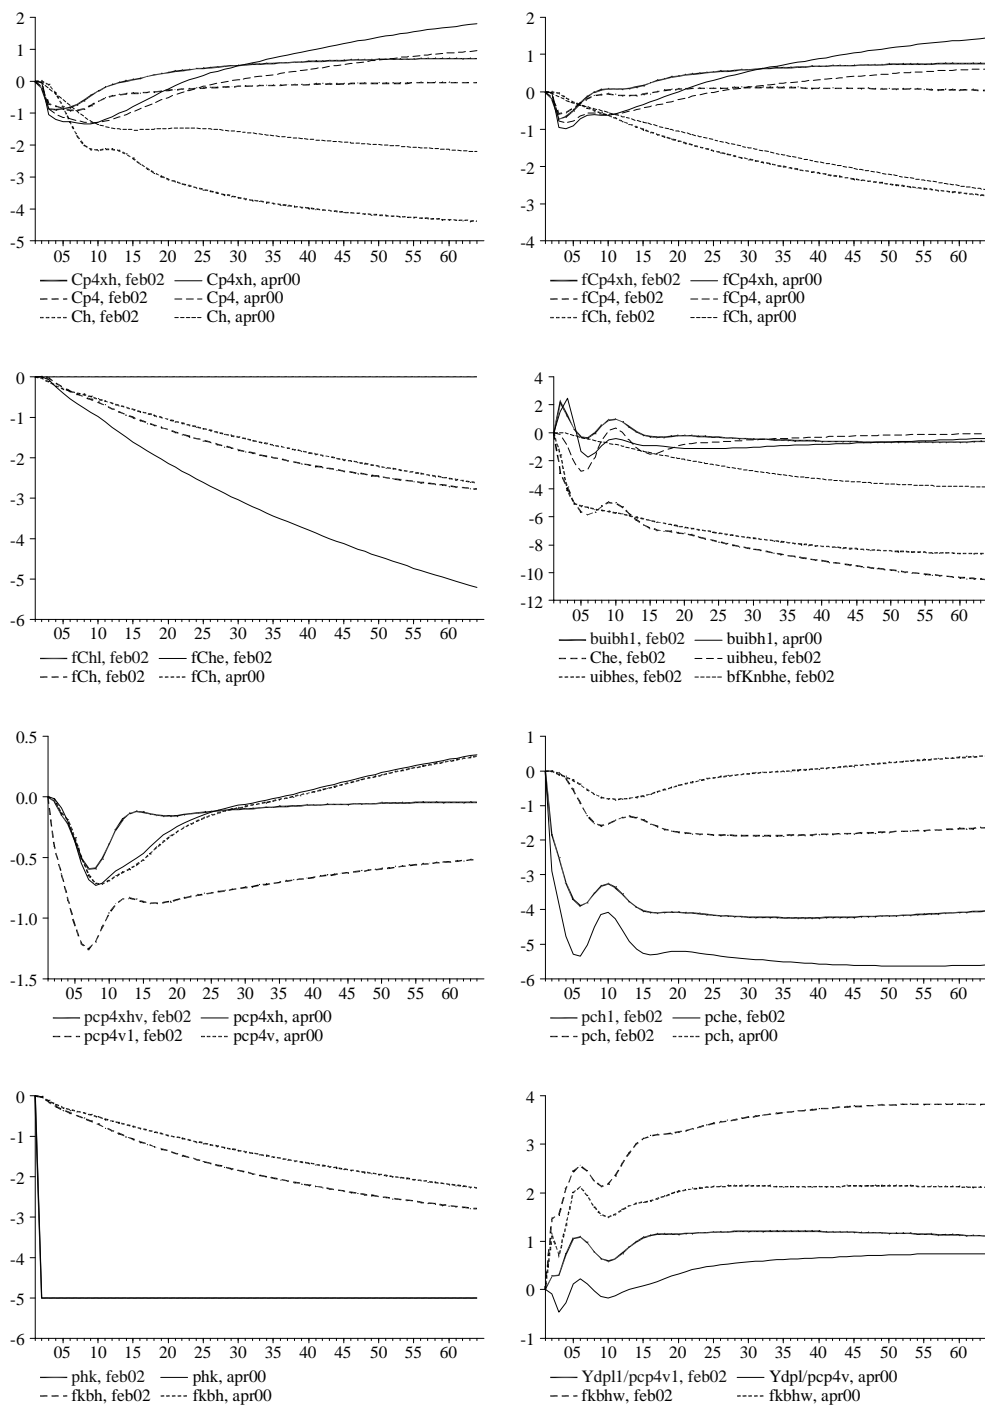 2
1
0
-1
-2
-3
-4
-5
05 10 15 20 25 30 35 40 45 50 55 60
Cp4xh, feb02 Cp4xh, apr00
Cp4, feb02 Cp4, apr00
Ch, feb02 Ch, apr00
2
1
0
-1
-2
-3
-4
05 10 15 20 25 30 35 40 45 50 55 60
fCp4xh, feb02 fCp4xh, apr00
fCp4, feb02 fCp4, apr00
fCh, feb02 fCh, apr00
0
-1
-2
-3
-4
-5
-6
05 10 15 20 25 30 35 40 45 50 55 60
fChl, feb02 fChe, feb02
fCh, feb02 fCh, apr00
4
2
0
-2
-4
-6
-8
-10
-12
05 10 15 20 25 30 35 40 45 50 55 60
buibh1, feb02 buibh1, apr00
Che, feb02 uibheu, feb02
uibhes, feb02 bfKnbhe, feb02
0.5
0.0
-0.5
-1.0
-1.5
05 10 15 20 25 30 35 40 45 50 55 60
pcp4xhv, feb02 pcp4xh, apr00
pcp4v1, feb02 pcp4v, apr00
1
0
-1
-2
-3
-4
-5
-6
05 10 15 20 25 30 35 40 45 50 55 60
pch1, feb02 pche, feb02
pch, feb02 pch, apr00
0
-1
-2
-3
-4
-5
-6
05 10 15 20 25 30 35 40 45 50 55 60
phk, feb02 phk, apr00
fkbh, feb02 fkbh, apr00
4
3
2
1
0
-1
05 10 15 20 25 30 35 40 45 50 55 60
Ydpl1/pcp4v1, feb02 Ydpl/pcp4v, apr00
fkbhw, feb02 fkbhw, apr00